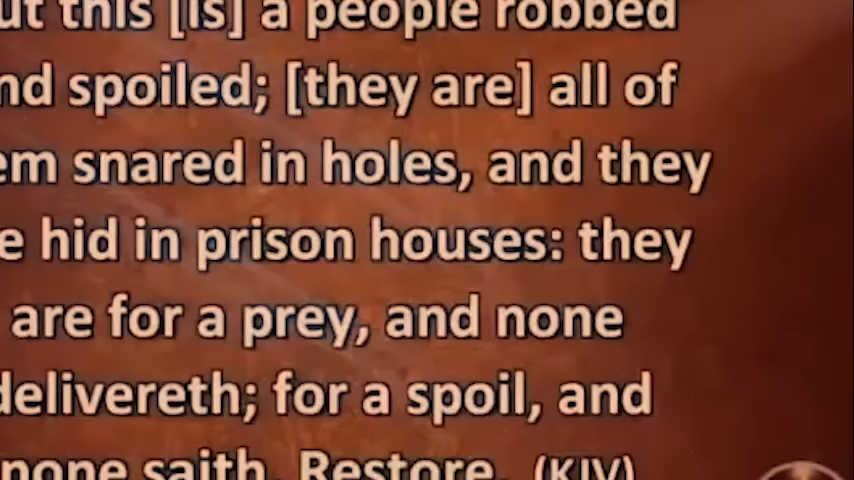 ut this [is] a people robbed
nd spoiled; [they are] all of
em snared in holes, and they
e hid in prison houses: they
are for a prey, and none
delivereth; for a spoil, and
none saith, Restore. (KJV)